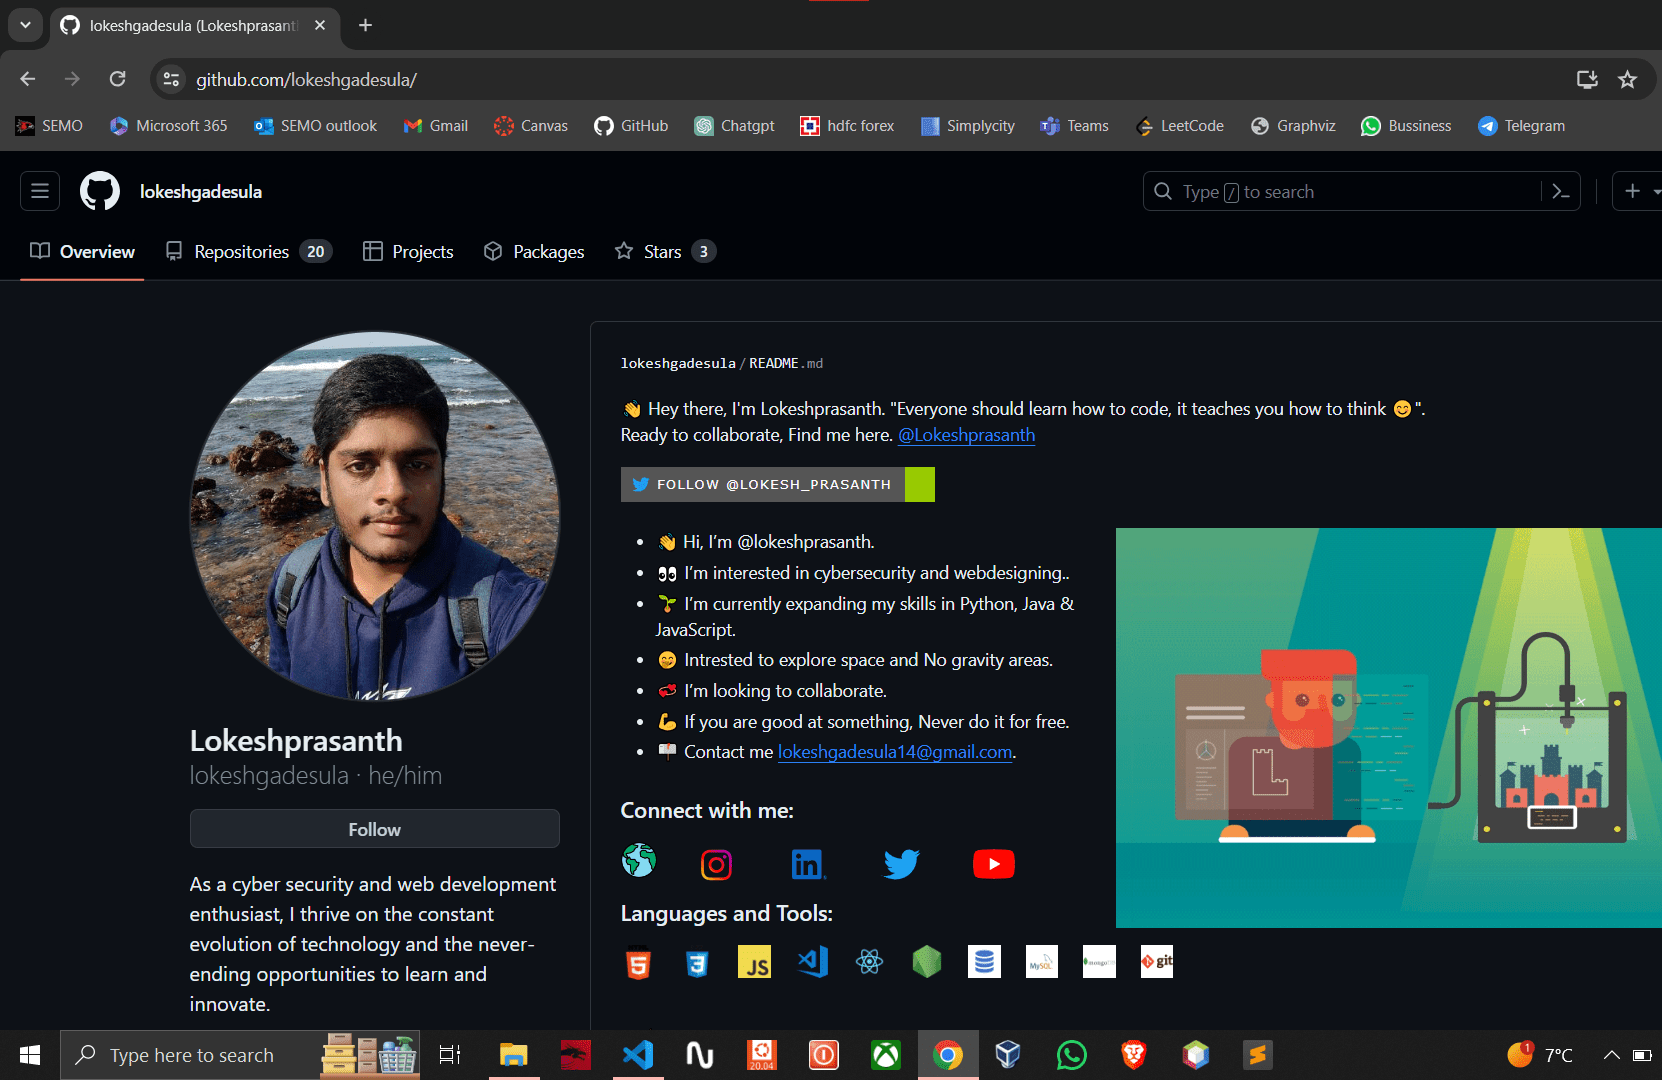 lokeshgadesula (Lokeshprasanth
github.com/lokeshgadesula/
SEMO Microsoft 365 SEMO outlook Gmail Canvas GitHub Chatgpt hdfc forex Simplycity Teams LeetCode Graphviz Bussiness Telegram
lokeshgadesula Type / to search
Overview Repositories 20 Projects Packages Stars 3
lokeshgadesula/README.md
👋 Hey there, I'm Lokeshprasanth. "Everyone should learn how to code, it teaches you how to think 😊".
Ready to collaborate, Find me here. @Lokeshprasanth
FOLLOW @LOKESH_PRASANTH
• 👋 Hi, I’m @lokeshprasanth.
• 👀 I’m interested in cybersecurity and webdesigning..
• 🌱 I’m currently expanding my skills in Python, Java &
JavaScript.
• 😄 Intrested to explore space and No gravity areas.
• 💞 I’m looking to collaborate.
• 💪 If you are good at something, Never do it for free.
• 📬 Contact me lokeshgadesula14@gmail.com.
Lokeshprasanth
lokeshgadesula · he/him
Follow
As a cyber security and web development
enthusiast, I thrive on the constant
evolution of technology and the never-
ending opportunities to learn and
innovate.
Connect with me:
in
Languages and Tools:
5 3 JS MySQL git
Type here to search 20.04 1 7°C